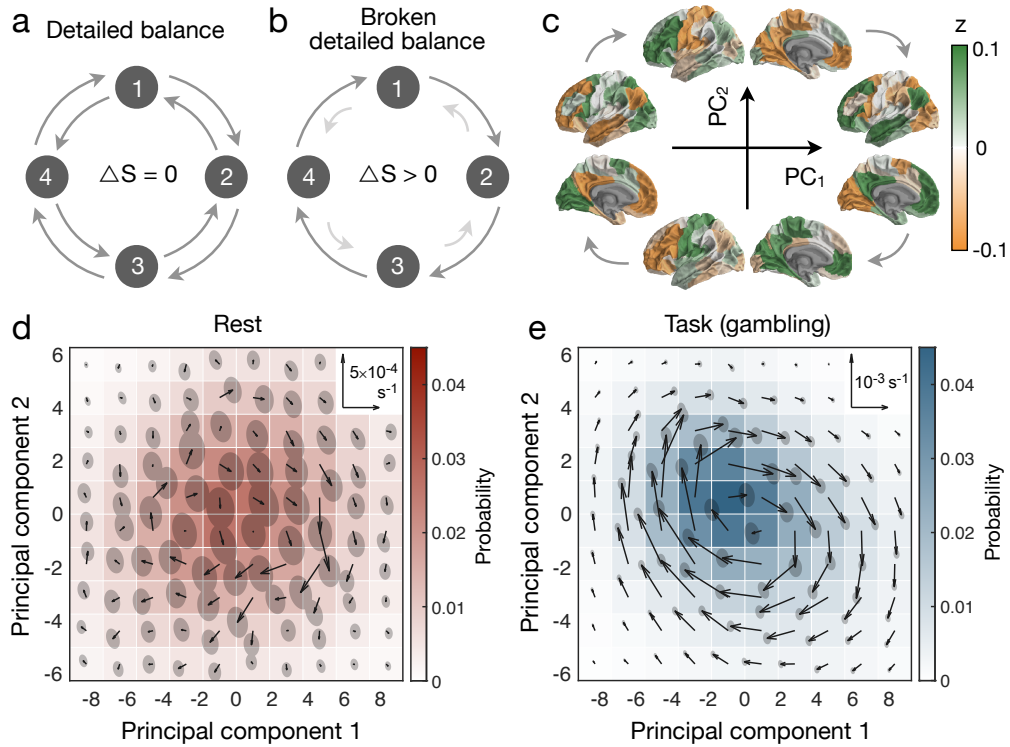 a
Detailed balance
1
2
3
4
△S = 0
b
Broken
detailed balance
1
2
3
4
△S > 0
c
PC₂
PC₁
z
0.1
0
-0.1
d
Rest
5×10⁻⁴
s⁻¹
Principal component 2
6
4
2
0
-2
-4
-6
-8 -6 -4 -2 0 2 4 6 8
Principal component 1
0.04
0.03
0.02
0.01
0
Probability
e
Task (gambling)
10⁻³ s⁻¹
Principal component 2
6
4
2
0
-2
-4
-6
-8 -6 -4 -2 0 2 4 6 8
Principal component 1
0.04
0.03
0.02
0.01
0
Probability